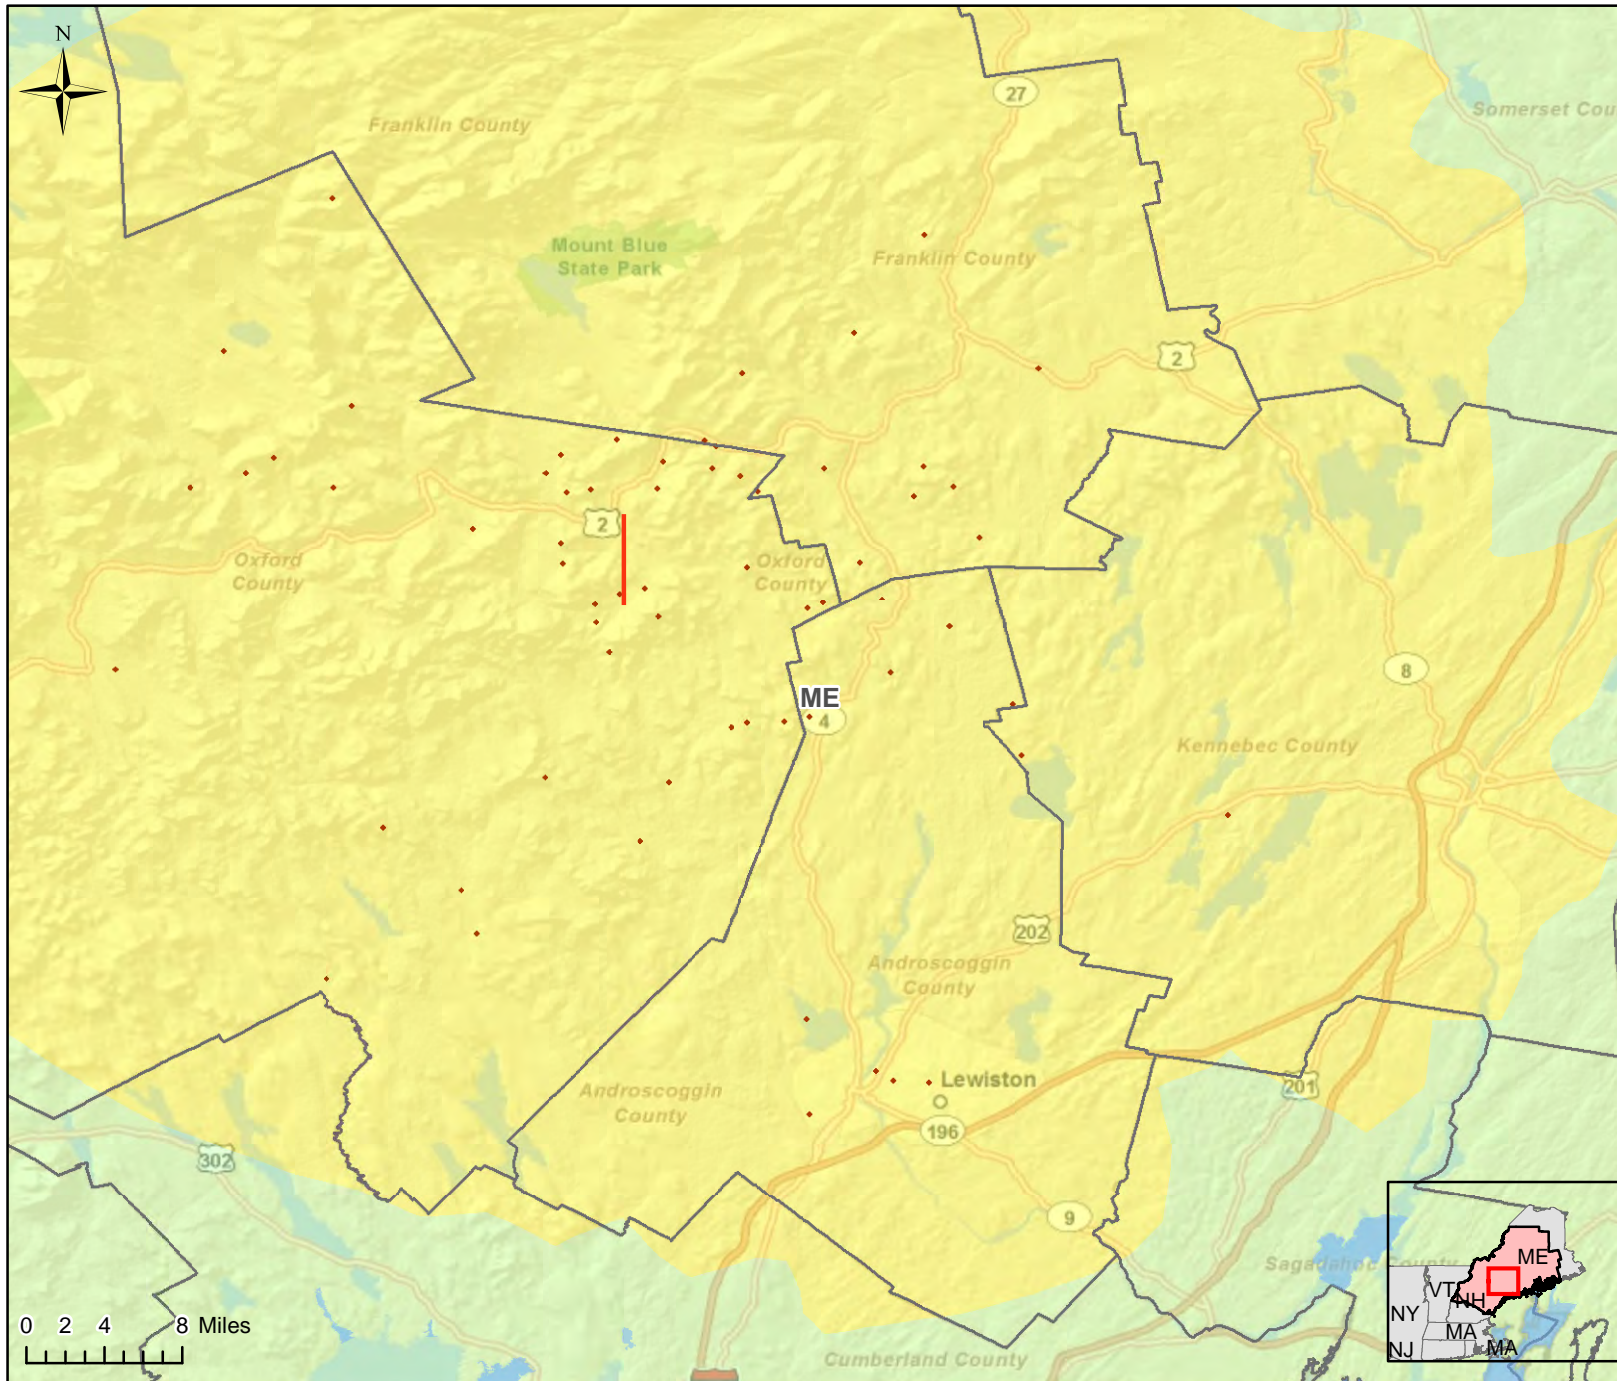 N
27
Somerset Cou
Franklin County
Mount Blue
State Park
Franklin County
2
2
Oxford
County
Oxford
County
8
ME
4
Kennebec County
202
Androscoggin
County
Lewiston
Androscoggin
County
201
196
302
9
Sagadahoc County
ME
VT
NH
NY
MA
NJ
MA
0 2 4 8 Miles
Cumberland County